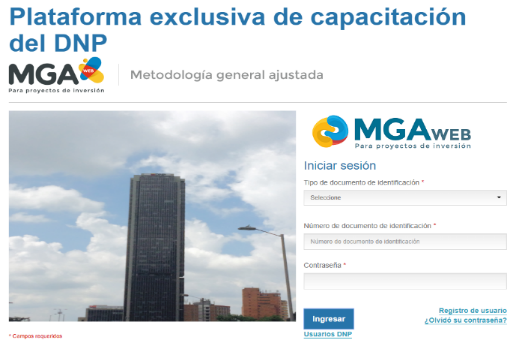 Plataforma exclusiva de capacitación
del DNP
MGA WEB
Para proyectos de inversión
Metodología general ajustada
MGAWEB
Para proyectos de inversión
Iniciar sesión
Tipo de documento de identificación *
Seleccione
Número de documento de identificación *
Número de documento de identificación
Contraseña *
Ingresar
Registro de usuario
¿Olvidó su contraseña?
Usuarios DNP
* Campos requeridos